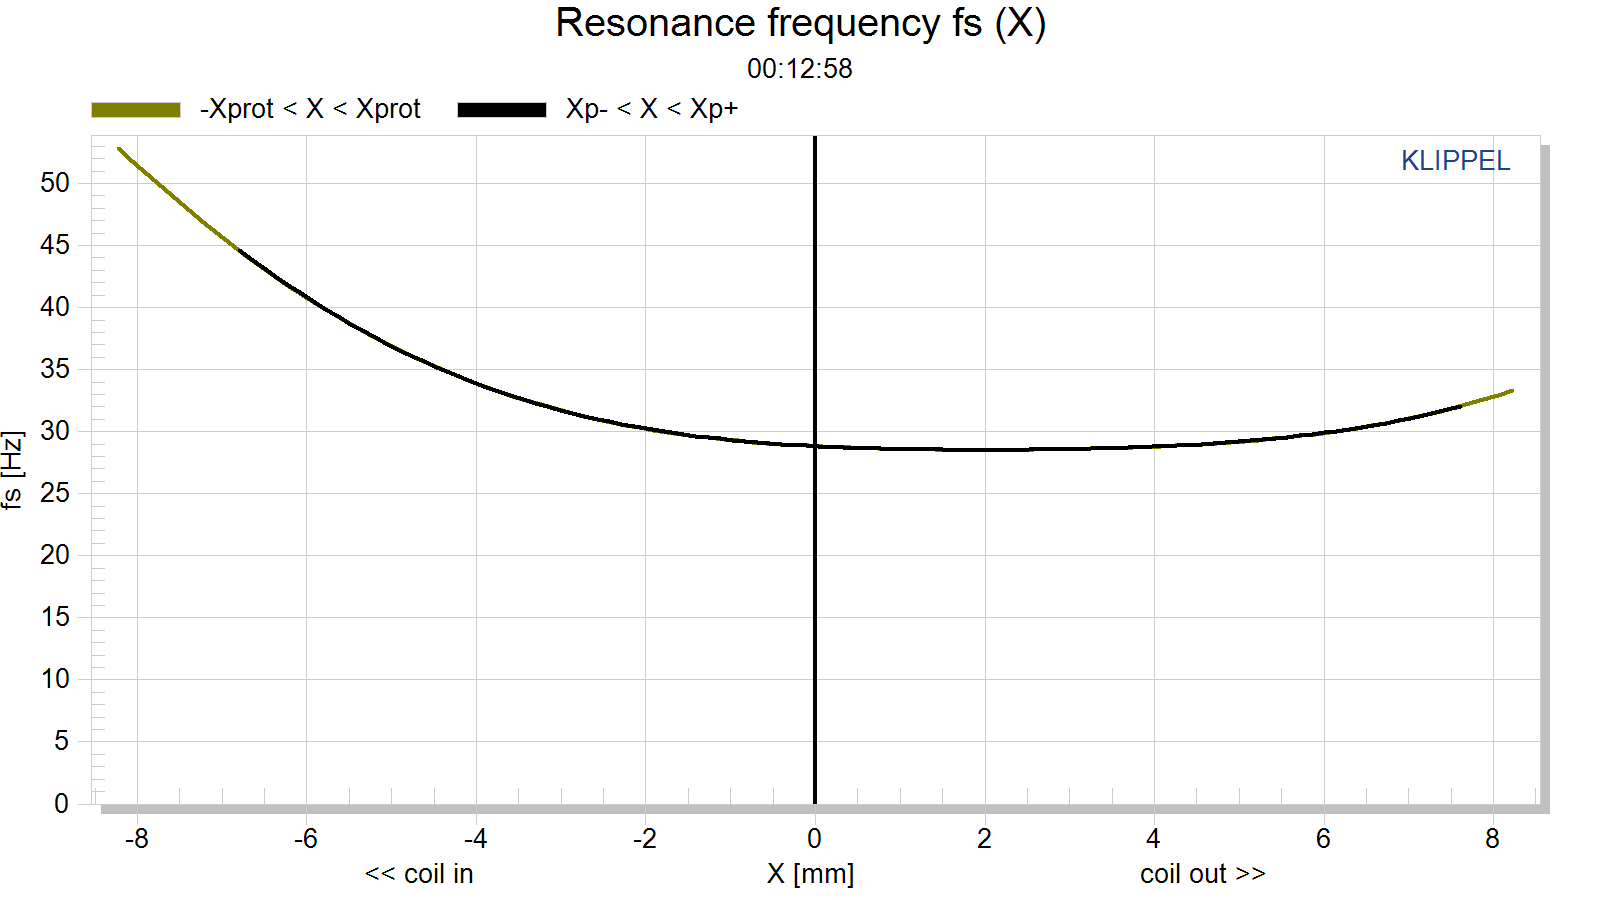 Resonance frequency fs (X)
00:12:58
-Xprot < X < Xprot Xp- < X < Xp+
KLIPPEL
50
45
40
35
30
25
20
15
10
5
0
fs [Hz]
-8 -6 -4 -2 0 2 4 6 8
<< coil in X [mm] coil out >>